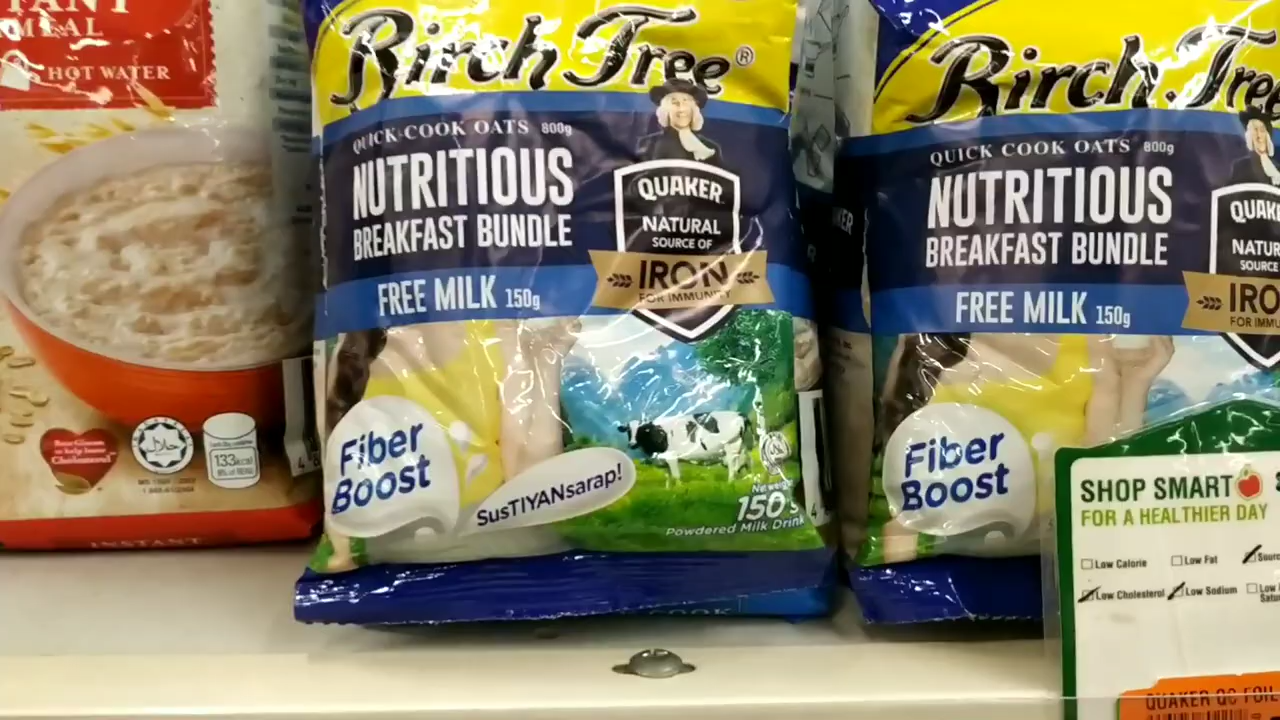 HOT WATER
133kcal
INSTANT
Birch Tree®
QUICK COOK OATS 800g
NUTRITIOUS
BREAKFAST BUNDLE
FREE MILK 150g
QUAKER
NATURAL
SOURCE OF
IRON
FOR IMMUNITY
Fiber
Boost
SusTIYANsarap!
150
Powdered Milk Drink
Birch Tree
QUICK COOK OATS 800g
NUTRITIOUS
BREAKFAST BUNDLE
FREE MILK 150g
Fiber
Boost
SHOP SMART
FOR A HEALTHIER DAY
Low Calorie
Low Fat
Low Cholesterol
Low Sodium
Low
QUAKER